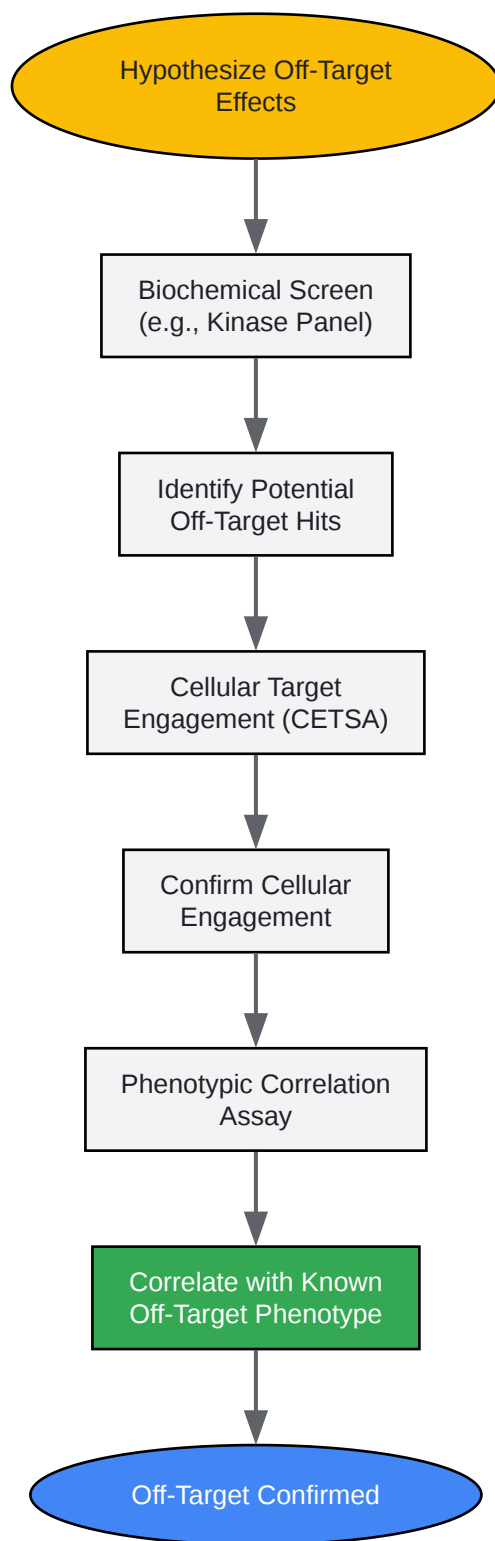 Hypothesize Off-Target
Effects
Biochemical Screen
(e.g., Kinase Panel)
Identify Potential
Off-Target Hits
Cellular Target
Engagement (CETSA)
Confirm Cellular
Engagement
Phenotypic Correlation
Assay
Correlate with Known
Off-Target Phenotype
Off-Target Confirmed